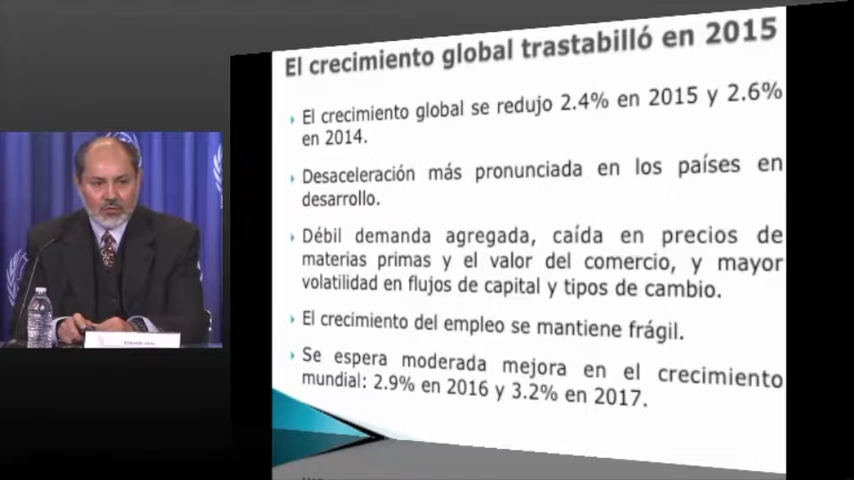 El crecimiento global trastabilló en 2015
El crecimiento global se redujo 2.4% en 2015 y 2.6%
en 2014.
Desaceleración más pronunciada en los países en
desarrollo.
Débil demanda agregada, caída en precios de
materias primas y el valor del comercio, y mayor
volatilidad en flujos de capital y tipos de cambio.
El crecimiento del empleo se mantiene frágil.
Se espera moderada mejora en el crecimiento
mundial: 2.9% en 2016 y 3.2% en 2017.